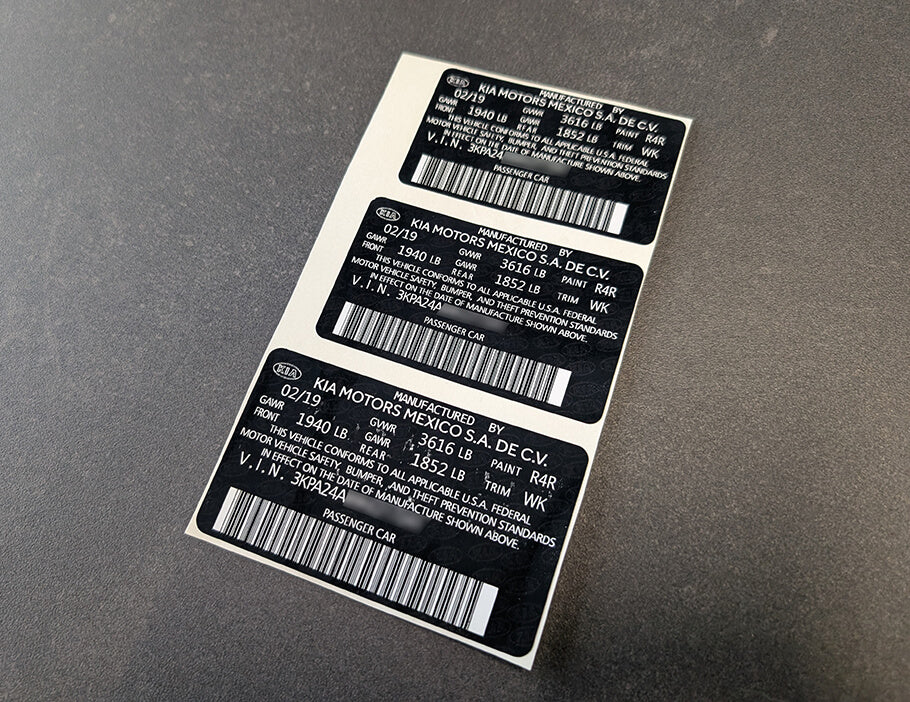 KIA MANUFACTURED BY
KIA MOTORS MEXICO S.A. DE C.V.
02/19 GVWR 3616 LB PAINT R4R
GAWR FRONT 1940 LB GAWR REAR 1852 LB TRIM WK
THIS VEHICLE CONFORMS TO ALL APPLICABLE U.S.A. FEDERAL
MOTOR VEHICLE SAFETY, BUMPER, AND THEFT PREVENTION STANDARDS
IN EFFECT ON THE DATE OF MANUFACTURE SHOWN ABOVE.
V.I.N. 3KPA24
PASSENGER CAR
KIA MANUFACTURED BY
KIA MOTORS MEXICO S.A. DE C.V.
02/19 GVWR 3616 LB PAINT R4R
GAWR FRONT 1940 LB GAWR REAR 1852 LB TRIM WK
THIS VEHICLE CONFORMS TO ALL APPLICABLE U.S.A. FEDERAL
MOTOR VEHICLE SAFETY, BUMPER, AND THEFT PREVENTION STANDARDS
IN EFFECT ON THE DATE OF MANUFACTURE SHOWN ABOVE.
V.I.N. 3KPA24A
PASSENGER CAR
KIA MANUFACTURED BY
KIA MOTORS MEXICO S.A. DE C.V.
02/19 GVWR 3616 LB PAINT R4R
GAWR FRONT 1940 LB GAWR REAR 1852 LB TRIM WK
THIS VEHICLE CONFORMS TO ALL APPLICABLE U.S.A. FEDERAL
MOTOR VEHICLE SAFETY, BUMPER, AND THEFT PREVENTION STANDARDS
IN EFFECT ON THE DATE OF MANUFACTURE SHOWN ABOVE.
V.I.N. 3KPA24A
PASSENGER CAR